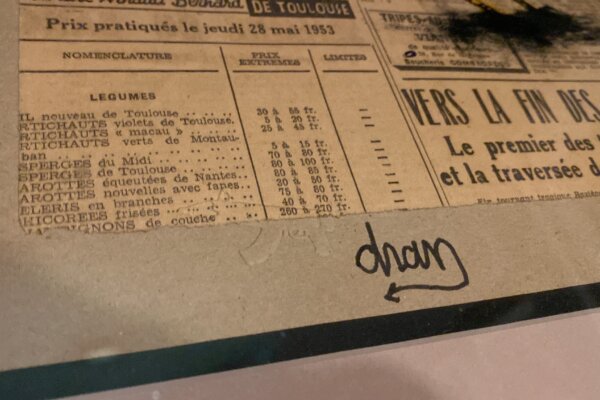 DE TOULOUSE
Prix pratiqués le jeudi 28 mai 1953
NOMENCLATURE
PRIX EXTREMES
LIMITES
LEGUMES
IL nouveau de Toulouse 30 à 55 fr.
RTICHAUTS violets de Toulouse. 5 à 20 fr.
RTICHAUTS « macau » 25 à 45 fr.
RTICHAUTS verts de Montau-
ban 5 à 15 fr.
SPERGES du Midi 70 à 80 fr.
SPERGES de Toulouse 80 à 100 fr.
AROTTES équeutées de Nantes 80 à 85 fr.
AROTTES nouvelles avec fanes 30 à 50 fr.
ELERIS en branches 75 à 80 fr.
HICOREES frisées 40 à fr.
GNONS de couche 260 à 270 fr.
TRIPES
VERS LA FIN DES
Le premier des
et la traversée d
dran